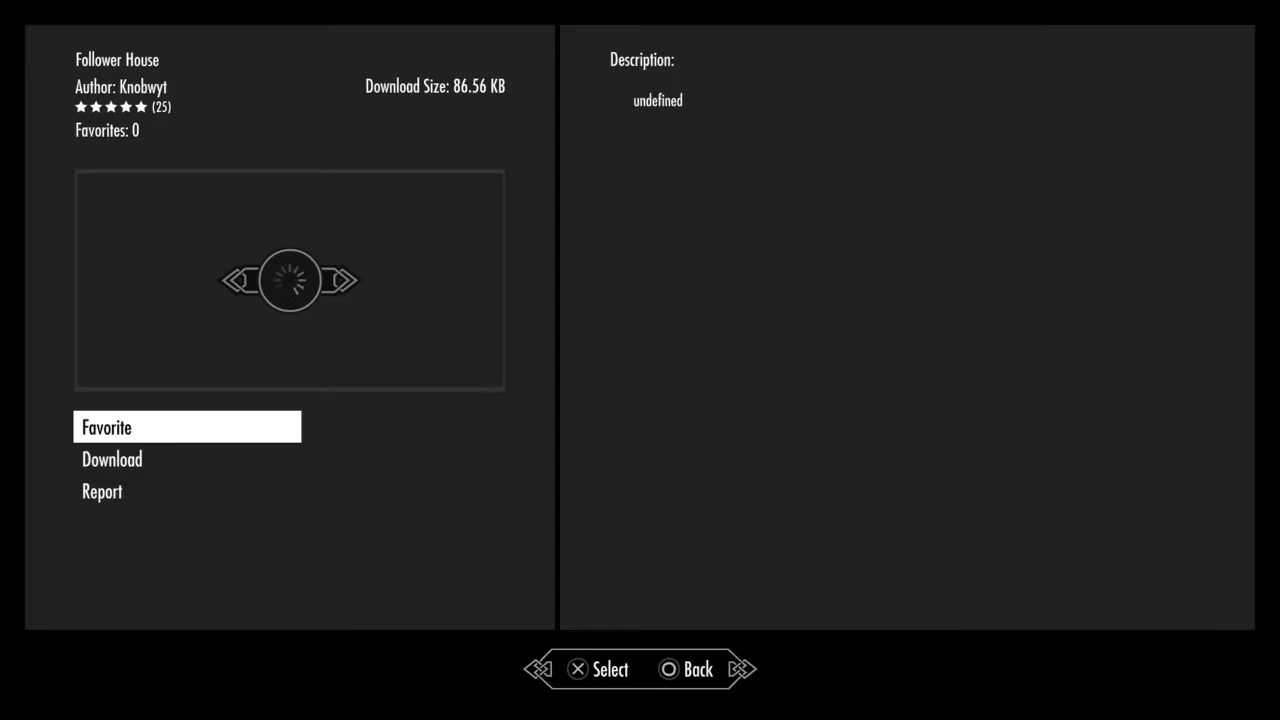 Follower House
Author: Knobwyt
Download Size: 86.56 KB
(25)
Favorites: 0
Favorite
Download
Report
Description:
undefined
Select
Back